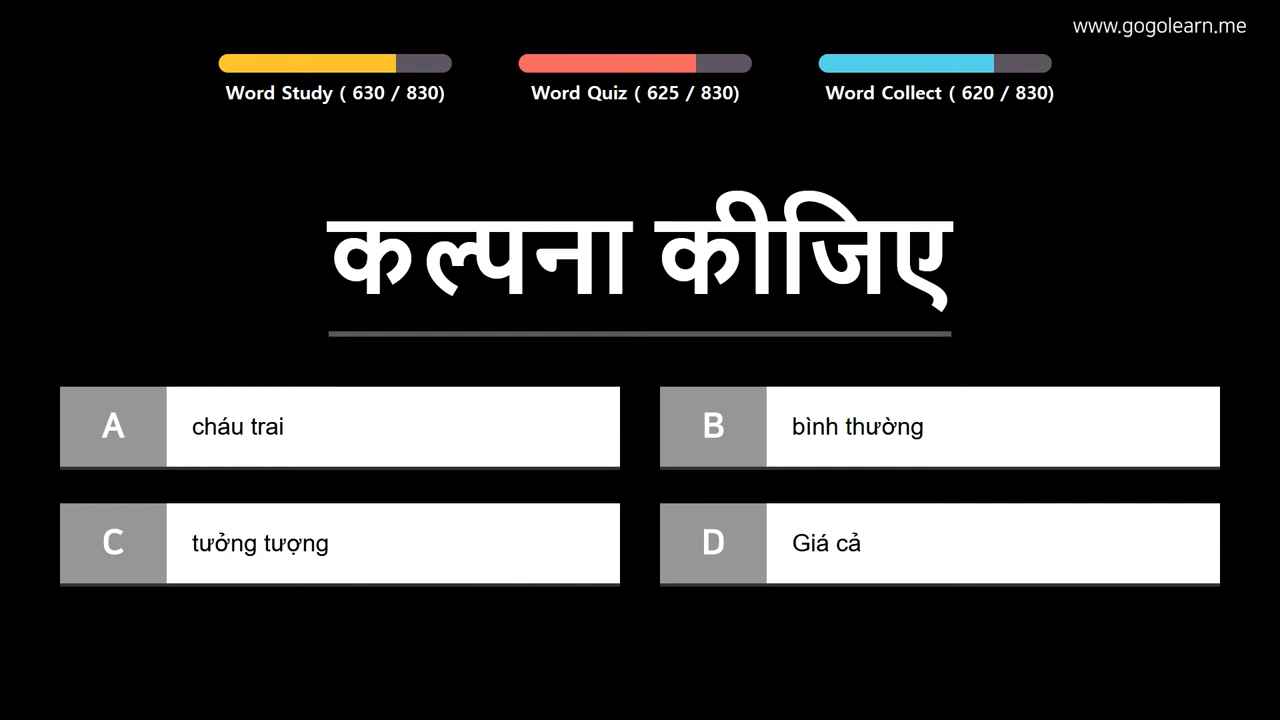 www.gogolearn.me
Word Study ( 630 / 830)
Word Quiz ( 625 / 830)
Word Collect ( 620 / 830)
कल्पना कीजिए
A
cháu trai
B
bình thường
C
tưởng tượng
D
Giá cả